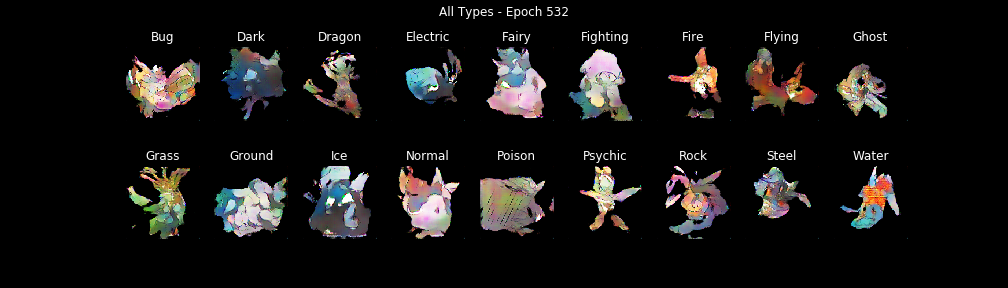 All Types - Epoch 532
Bug Dark Dragon Electric Fairy Fighting Fire Flying Ghost
Grass Ground Ice Normal Poison Psychic Rock Steel Water